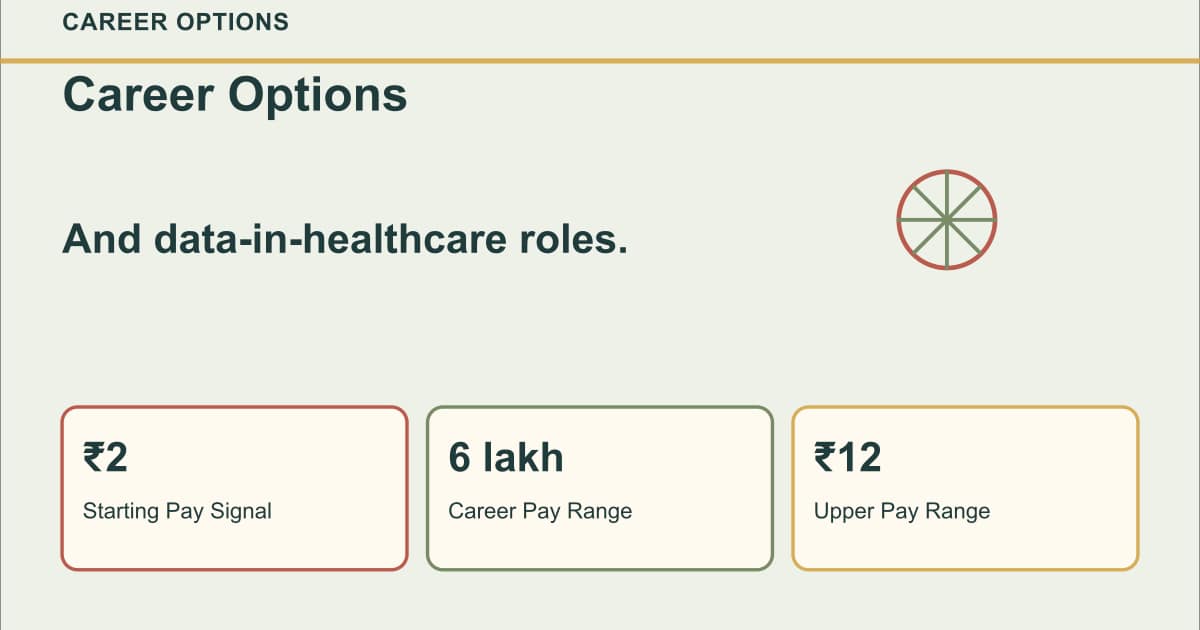 CAREER OPTIONS
Career Options
And data-in-healthcare roles.
₹2
Starting Pay Signal
6 lakh
Career Pay Range
₹12
Upper Pay Range